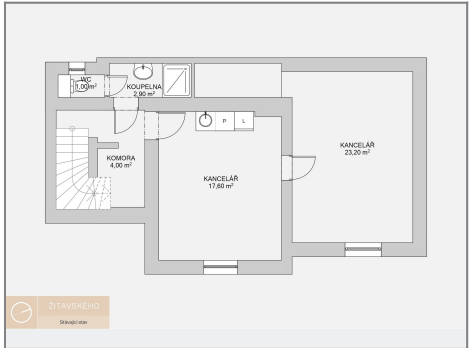 WC
1,00 m²
KOUPELNA
2,90 m²
KOMORA
4,00 m²
P
L
KANCELÁŘ
17,60 m²
KANCELÁŘ
23,20 m²
ŽITAVSKÉHO
Stávající stav